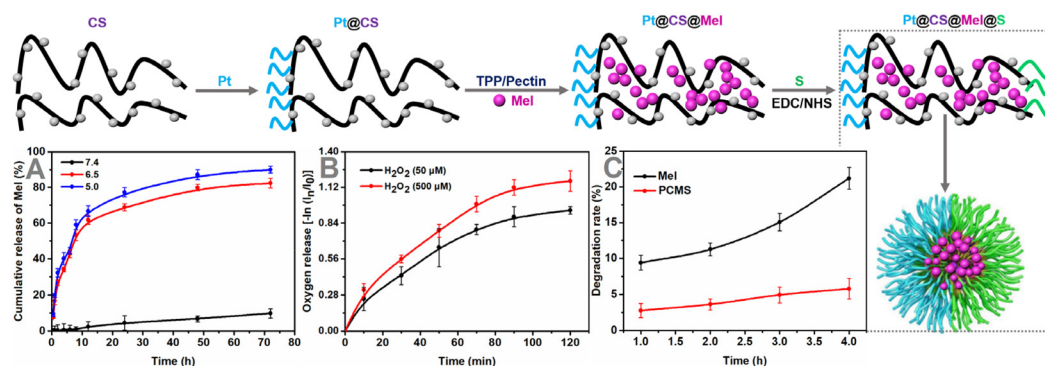 CS
Pt@CS
Pt@CS@Mel
Pt@CS@Mel@S
Pt
TPP/Pectin
Mel
S
EDC/NHS
A
7.4
6.5
5.0
Cumulative release of Mel (%)
100
80
60
40
20
0
0 10 20 30 40 50 60 70 80
Time (h)
B
H₂O₂ (50 μM)
H₂O₂ (500 μM)
Oxygen release [-ln (Iₙ/I₀)]
1.40
1.12
0.84
0.56
0.28
0.00
0 20 40 60 80 100 120
Time (min)
C
Mel
PCMS
Degradation rate (%)
25
20
15
10
5
0
1.0 1.5 2.0 2.5 3.0 3.5 4.0
Time (h)